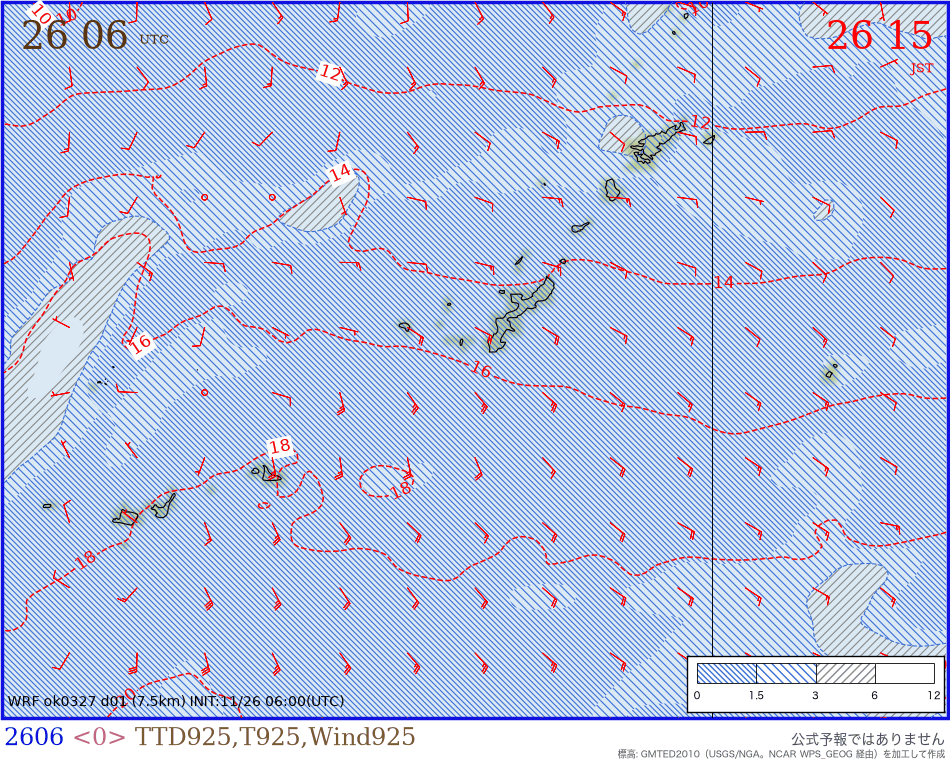 10
26 06 UTC
26 15
JST
12
12
14
14
16
16
18
18
18
WRF ok0327 d01 (7.5km) INIT:11/26 06:00(UTC)
0 1.5 3 6 12
2606 <0> TTD925,T925,Wind925
公式予報ではありません
標高: GMTED2010（USGS/NGA。NCAR WPS_GEOG 経由）を加工して作成